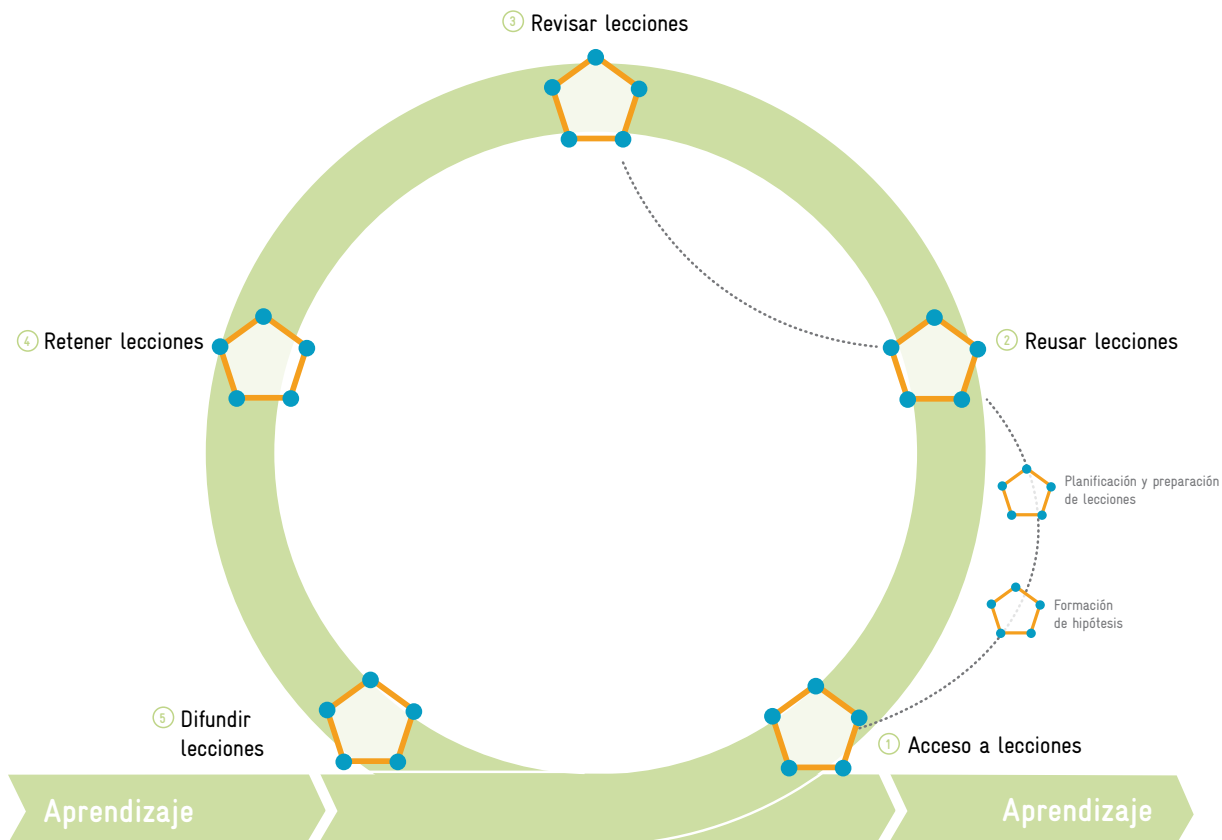 3 Revisar lecciones
4 Retener lecciones
2 Reusar lecciones
Planificación y preparación
de lecciones
Formación
de hipótesis
5 Difundir
lecciones
1 Acceso a lecciones
Aprendizaje
Aprendizaje